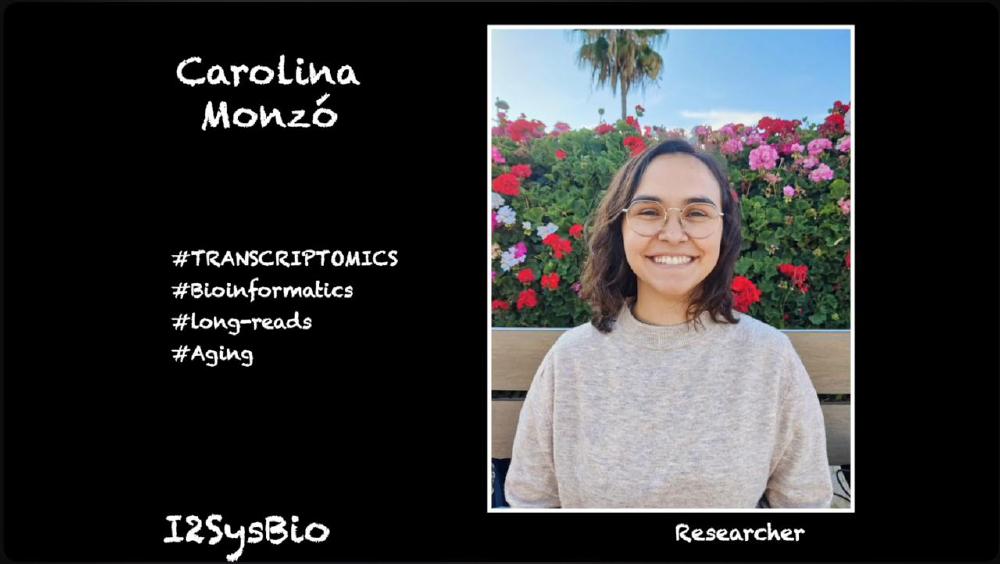 Carolina
Monzó
#TRANSCRIPTOMICS
#Bioinformatics
#long-reads
#Aging
I2SysBio
Researcher